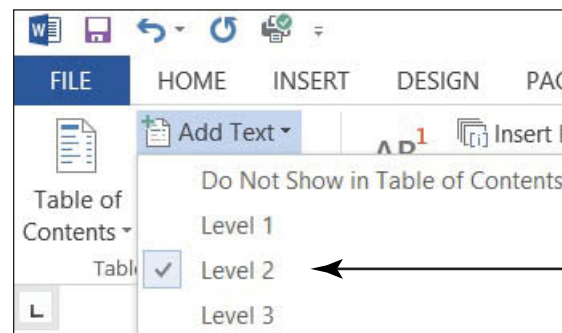 FILE HOME INSERT DESIGN
Add Text
Insert
Do Not Show in Table of Contents
Table of
Contents
Level 1
Level 2
Level 3